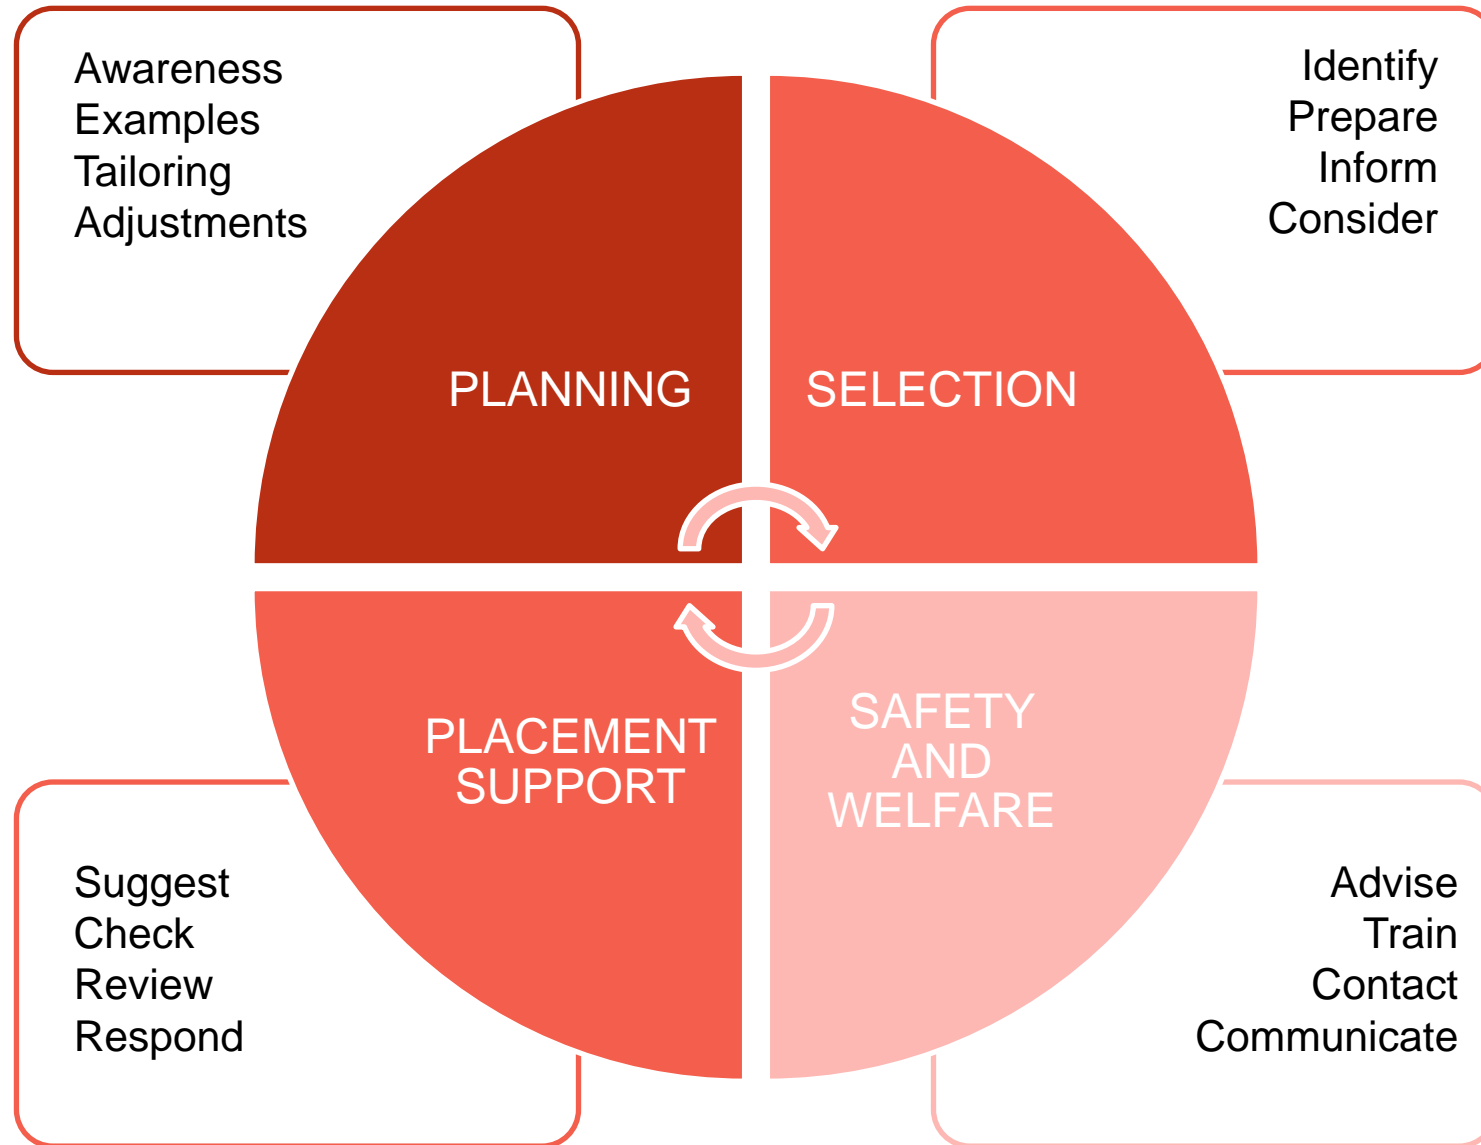 Awareness
Examples
Tailoring
Adjustments
Identify
Prepare
Inform
Consider
PLANNING
SELECTION
PLACEMENT
SUPPORT
SAFETY
AND
WELFARE
Suggest
Check
Review
Respond
Advise
Train
Contact
Communicate